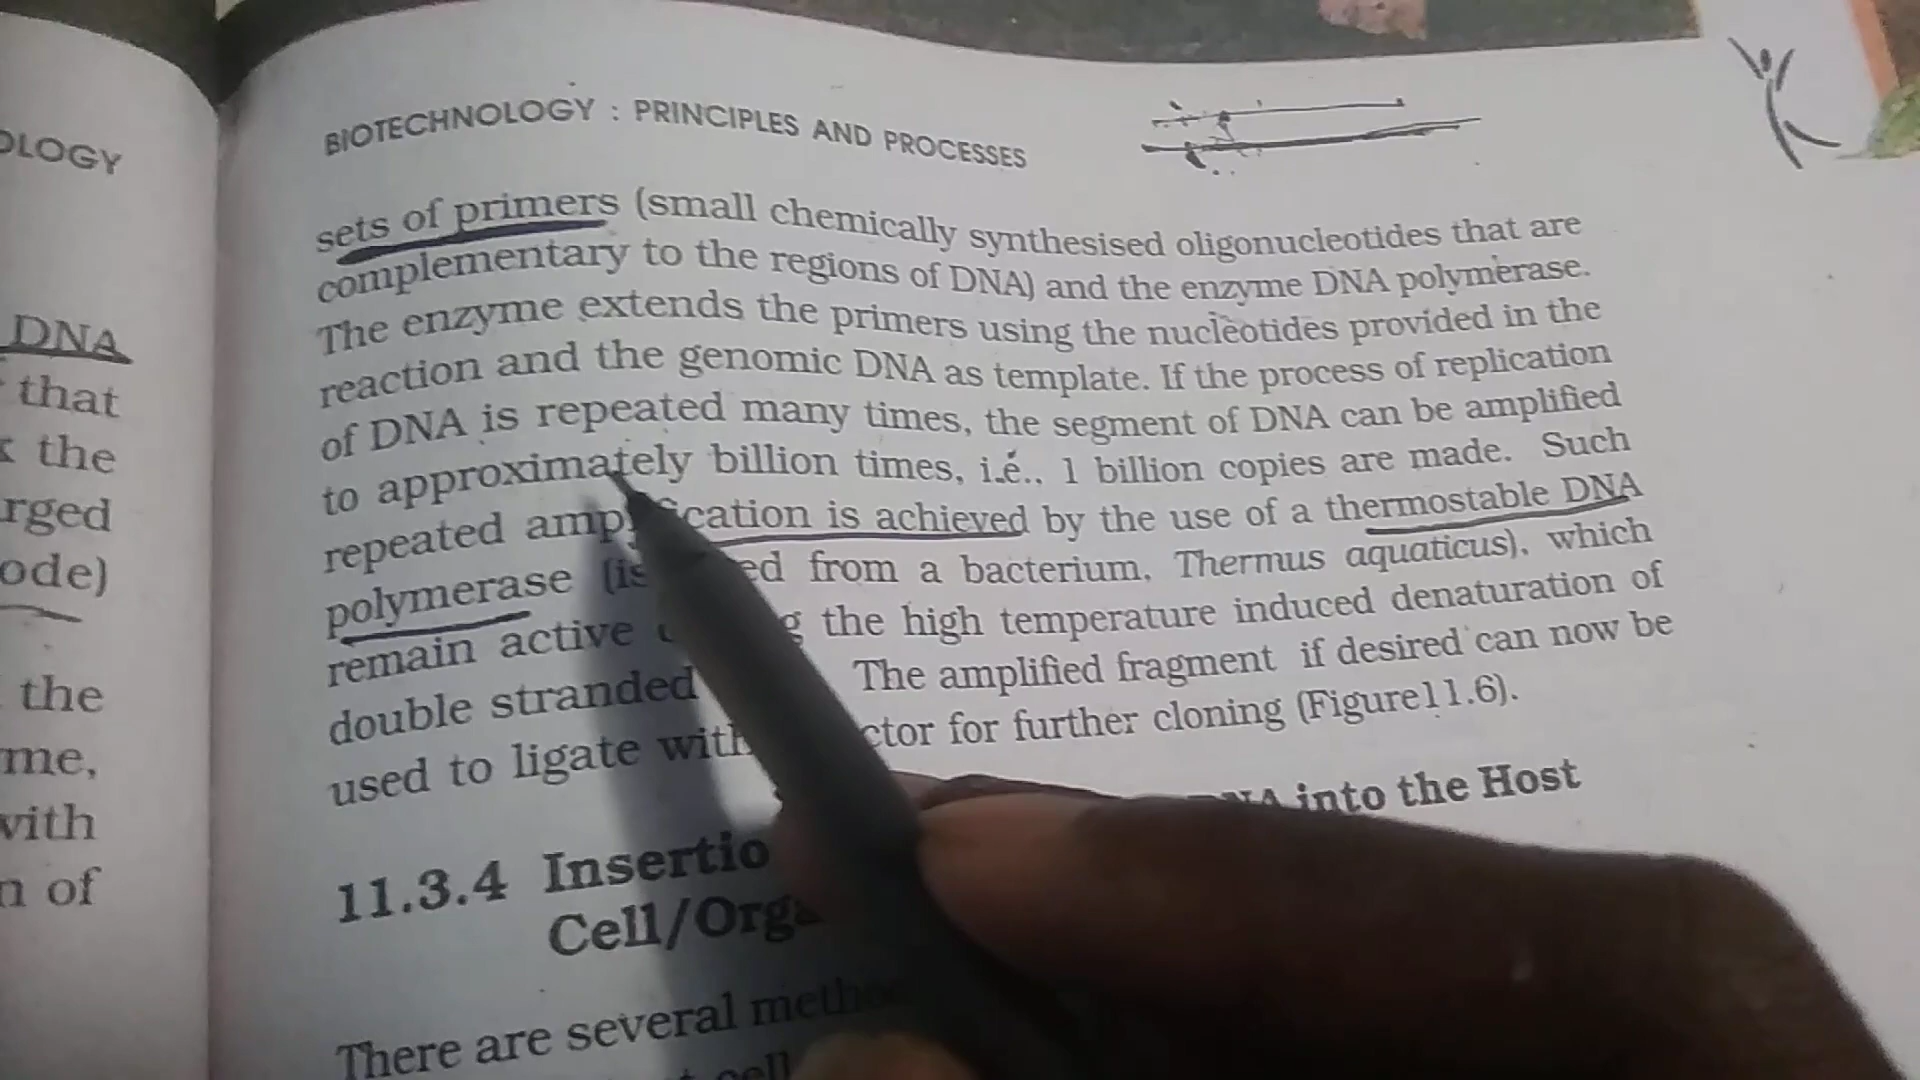 OLOGY
DNA
that
the
rged
ode)
the
me,
with
n of
BIOTECHNOLOGY : PRINCIPLES AND PROCESSES
sets of primers (small chemically synthesised oligonucleotides that are
complementary to the regions of DNA) and the enzyme DNA polymerase.
The enzyme extends the primers using the nucleotides provided in the
reaction and the genomic DNA as template. If the process of replication
of DNA is repeated many times, the segment of DNA can be amplified
to approximately billion times, i.e., 1 billion copies are made. Such
repeated amp cation is achieved by the use of a thermostable DNA
polymerase (is ed from a bacterium, Thermus aquaticus), which
remain active g the high temperature induced denaturation of
double stranded The amplified fragment if desired can now be
used to ligate with ctor for further cloning (Figure11.6).
11.3.4 Insertio DNA into the Host
Cell/Orga
There are several metho
cell